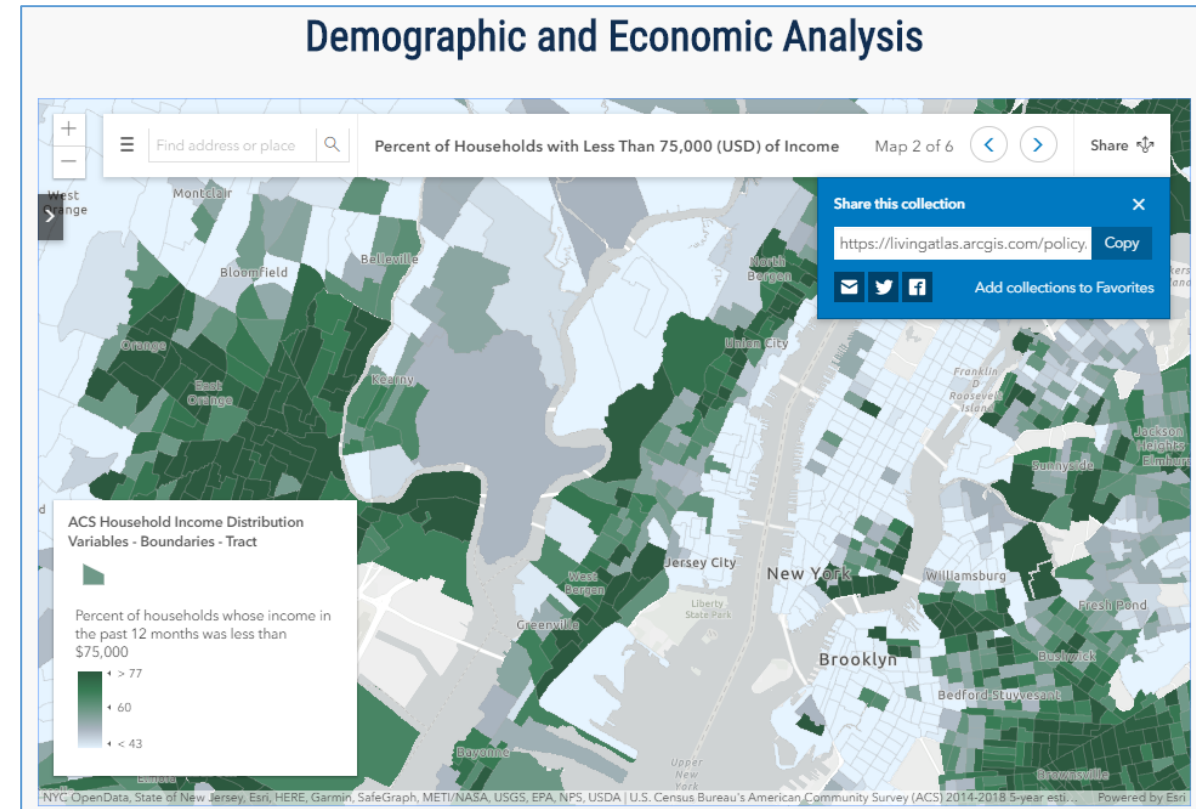 Demographic and Economic Analysis
+
−
Find address or place
Percent of Households with Less Than 75,000 (USD) of Income
Map 2 of 6
Share
Share this collection
https://livingatlas.arcgis.com/policy.
Copy
Add collections to Favorites
West
Orange
Montclair
Belleville
Bloomfield
North
Bergen
Orange
Union City
East
Orange
Kearny
Franklin
D
Roosevelt
Island
Jackson
Heights
Elmhurst
Sunnyside
Jersey City
New York
Williamsburg
West
Bergen
Liberty
State Park
Greenville
Fresh Pond
Brooklyn
Bushwick
Bedford Stuyvesant
Bayonne
Upper
New
York
Brownsville
ACS Household Income Distribution
Variables - Boundaries - Tract
Percent of households whose income in
the past 12 months was less than
$75,000
> 77
60
< 43
NYC OpenData, State of New Jersey, Esri, HERE, Garmin, SafeGraph, METI/NASA, USGS, EPA, NPS, USDA | U.S. Census Bureau's American Community Survey (ACS) 2014-2018 5-year esti...
Powered by Esri